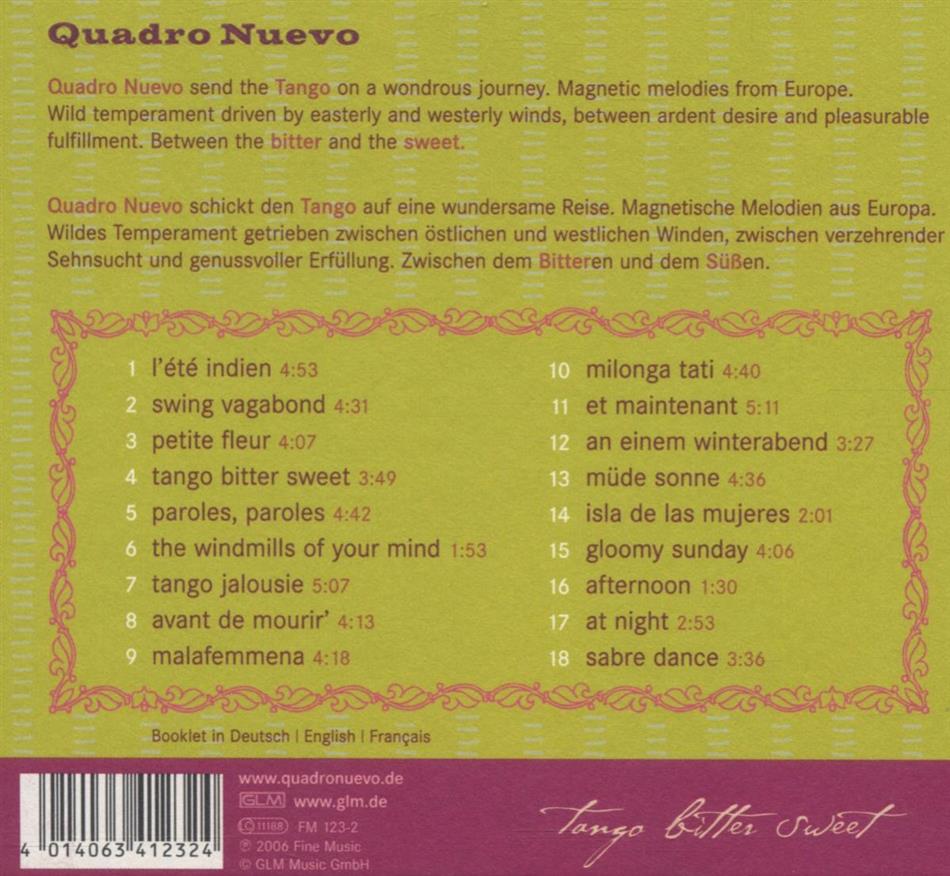 Quadro Nuevo
Quadro Nuevo send the Tango on a wondrous journey. Magnetic melodies from Europe.
Wild temperament driven by easterly and westerly winds, between ardent desire and pleasurable
fulfillment. Between the bitter and the sweet.
Quadro Nuevo schickt den Tango auf eine wundersame Reise. Magnetische Melodien aus Europa.
Wildes Temperament getrieben zwischen östlichen und westlichen Winden, zwischen verzehrender
Sehnsucht und genussvoller Erfüllung. Zwischen dem Bitteren und dem Süßen.
1 l'été indien 4:53
2 swing vagabond 4:31
3 petite fleur 4:07
4 tango bitter sweet 3:49
5 paroles, paroles 4:42
6 the windmills of your mind 1:53
7 tango jalousie 5:07
8 avant de mourir' 4:13
9 malafemmena 4:18
10 milonga tati 4:40
11 et maintenant 5:11
12 an einem winterabend 3:27
13 müde sonne 4:36
14 isla de las mujeres 2:01
15 gloomy sunday 4:06
16 afternoon 1:30
17 at night 2:53
18 sabre dance 3:36
Booklet in Deutsch | English | Français
www.quadronuevo.de
GLM www.glm.de
LC 11188 FM 123-2
℗ 2006 Fine Music
© GLM Music GmbH
4 014063 412324
Tango bitter sweet